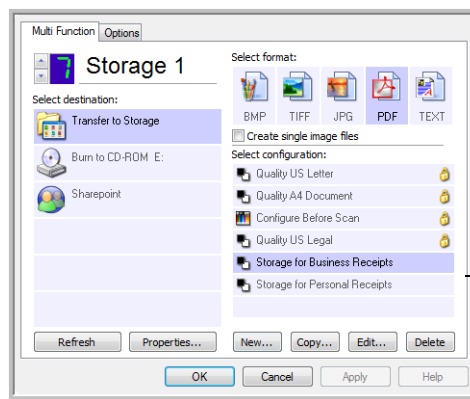 Multi Function Options
7 Storage 1
Select destination:
Transfer to Storage
Burn to CD-ROM E:
Sharepoint
Refresh Properties...
Select format:
BMP TIFF JPG PDF TEXT
Create single image files
Select configuration:
Quality US Letter
Quality A4 Document
Configure Before Scan
Quality US Legal
Storage for Business Receipts
Storage for Personal Receipts
New... Copy... Edit... Delete
OK Cancel Apply Help